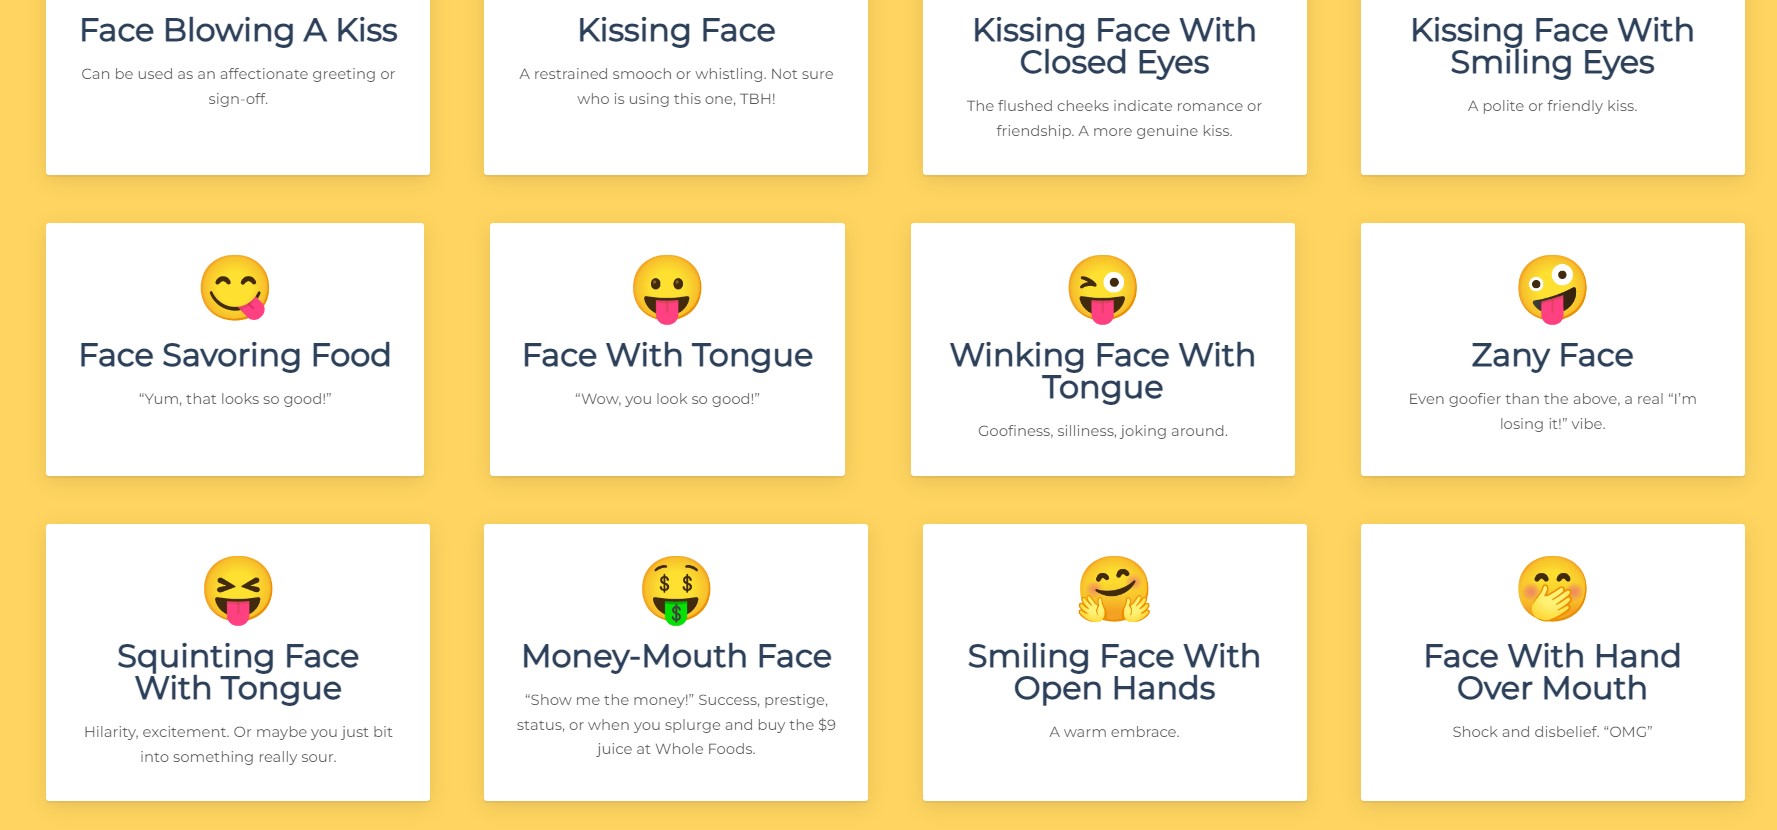 Face Blowing A Kiss
Can be used as an affectionate greeting or
sign-off.
Kissing Face
A restrained smooch or whistling. Not sure
who is using this one, TBH!
Kissing Face With
Closed Eyes
The flushed cheeks indicate romance or
friendship. A more genuine kiss.
Kissing Face With
Smiling Eyes
A polite or friendly kiss.
Face Savoring Food
“Yum, that looks so good!”
Face With Tongue
“Wow, you look so good!”
Winking Face With
Tongue
Goofiness, silliness, joking around.
Zany Face
Even goofier than the above, a real “I’m
losing it!” vibe.
Squinting Face
With Tongue
Hilarity, excitement. Or maybe you just bit
into something really sour.
$ $
$
Money-Mouth Face
“Show me the money!” Success, prestige,
status, or when you splurge and buy the $9
juice at Whole Foods.
Smiling Face With
Open Hands
A warm embrace.
Face With Hand
Over Mouth
Shock and disbelief. “OMG”